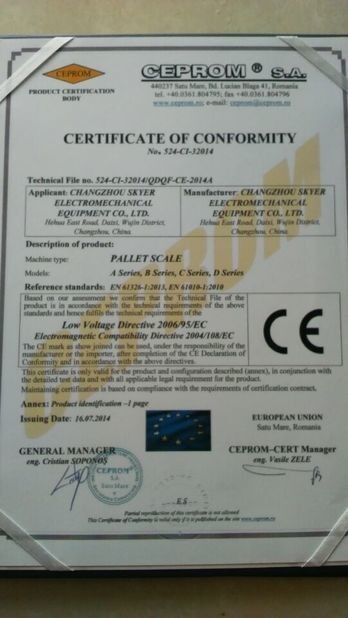 CEPROM
PRODUCT CERTIFICATION
BODY
CEPROM ® S.A.
440237 Satu Mare, Bd. Lucian Blaga 41, Romania
tel. +40.0361.804795; fax +40.0361.804796
www.ceprom.ro; e-mail: ceprom@ceprom.ro
CERTIFICATE OF CONFORMITY
No. 524-CI-32014
Technical File no. 524-CI-32014/QDQF-CE-2014A
Applicant: CHANGZHOU SKYER
ELECTROMECHANICAL
EQUIPMENT CO., LTD.
Hehua East Road, Daixi, Wujin District,
Changzhou, China
Manufacturer: CHANGZHOU SKYER
ELECTROMECHANICAL
EQUIPMENT CO., LTD.
Hehua East Road, Daixi, Wujin District,
Changzhou, China.
Description of product:
Machine type: PALLET SCALE
Models: A Series, B Series, C Series, D Series
Reference standards: EN 61326-1:2013, EN 61010-1:2010
Based on our assessment we confirm that the Technical File of the
product is in accordance with the technical requirements of the above
standards and hence fulfils the technical requirements of the
Low Voltage Directive 2006/95/EC
Electromagnetic Compatibility Directive 2004/108/EC
The CE mark as show joined can be used, under the responsibility of the
manufacturer or the importer, after completion of the CE Declaration of
Conformity and in accordance with the above directives.
CE
This certificate is only valid for the product and configuration described (annex), in conjunction with
the detailed test data and with all applicable legal requirement for the product.
Maintaining certification is based on compliance with the requirements of certification contract.
Annex: Product identification –1 page
Issuing Date: 16.07.2014
EUROPEAN UNION
Satu Mare, Romania
GENERAL MANAGER
eng. Cristian SOPONOS
CEPROM–CERT Manager
eng. Vasile ZELE
CEPROM
S.A.
Satu Mare
ES
Partial reproduction of this certificate is not allowed
This Certificate of Conformity is valid only if it is published on the site www.ceprom.ro